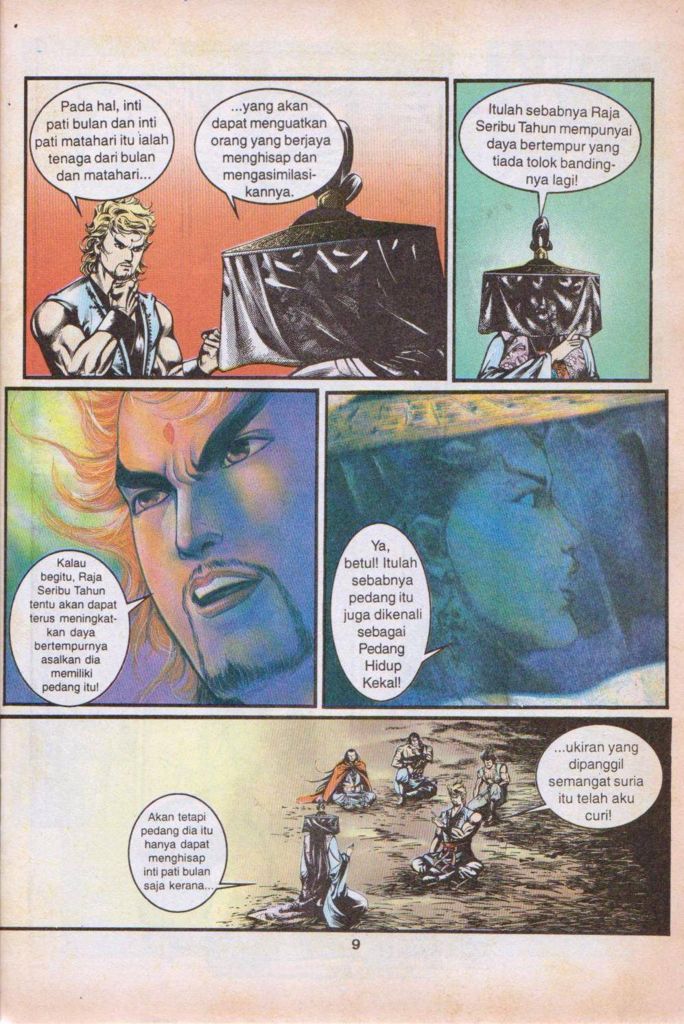 Pada hal, inti
pati bulan dan inti
pati matahari itu ialah
tenaga dari bulan
dan matahari...
...yang akan
dapat menguatkan
orang yang berjaya
menghisap dan
mengasimilasi-
kannya.
Itulah sebabnya Raja
Seribu Tahun mempunyai
daya bertempur yang
tiada tolok banding-
nya lagi!
Kalau
begitu, Raja
Seribu Tahun
tentu akan dapat
terus meningkat-
kan daya
bertempurnya
asalkan dia
memiliki
pedang itu!
Ya,
betul! Itulah
sebabnya
pedang itu
juga dikenali
sebagai
Pedang
Hidup
Kekal!
Akan tetapi
pedang dia itu
hanya dapat
menghisap
inti pati bulan
saja kerana...
...ukiran yang
dipanggil
semangat suria
itu telah aku
curi!
9